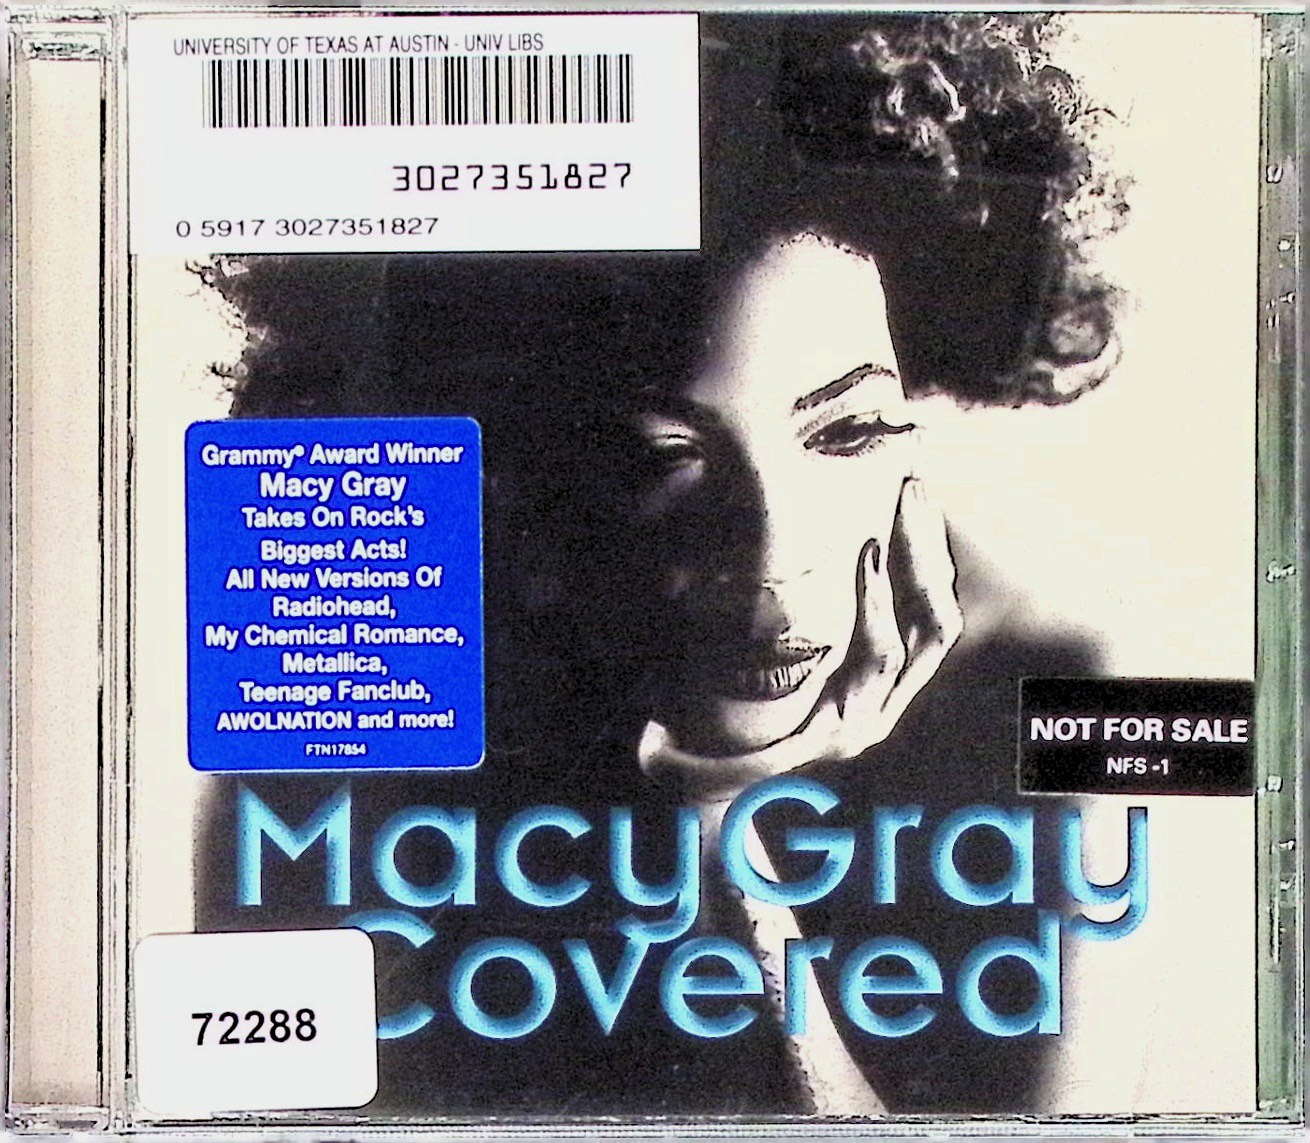 UNIVERSITY OF TEXAS AT AUSTIN - UNIV LIBS
3027351827
0 5917 3027351827
Grammy® Award Winner
Macy Gray
Takes On Rock's
Biggest Acts!
All New Versions Of
Radiohead,
My Chemical Romance,
Metallica,
Teenage Fanclub,
AWOLNATION and more!
FTN17854
NOT FOR SALE
NFS -1
Macy Gray
Covered
72288